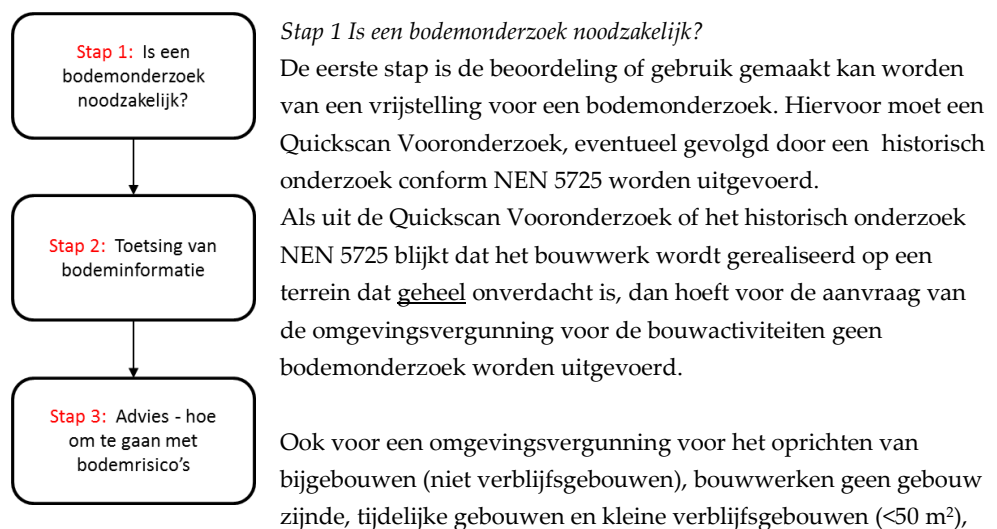 Stap 1: Is een
bodemonderzoek
noodzakelijk?
Stap 2: Toetsing van
bodeminformatie
Stap 3: Advies - hoe
om te gaan met
bodemrisico's
Stap 1 Is een bodemonderzoek noodzakelijk?
De eerste stap is de beoordeling of gebruik gemaakt kan worden
van een vrijstelling voor een bodemonderzoek. Hiervoor moet een
Quickscan Vooronderzoek, eventueel gevolgd door een historisch
onderzoek conform NEN 5725 worden uitgevoerd.
Als uit de Quickscan Vooronderzoek of het historisch onderzoek
NEN 5725 blijkt dat het bouwwerk wordt gerealiseerd op een
terrein dat geheel onverdacht is, dan hoeft voor de aanvraag van
de omgevingsvergunning voor de bouwactiviteiten geen
bodemonderzoek worden uitgevoerd.
Ook voor een omgevingsvergunning voor het oprichten van
bijgebouwen (niet verblijfsgebouwen), bouwwerken geen gebouw
zijnde, tijdelijke gebouwen en kleine verblijfsgebouwen (<50 m²),